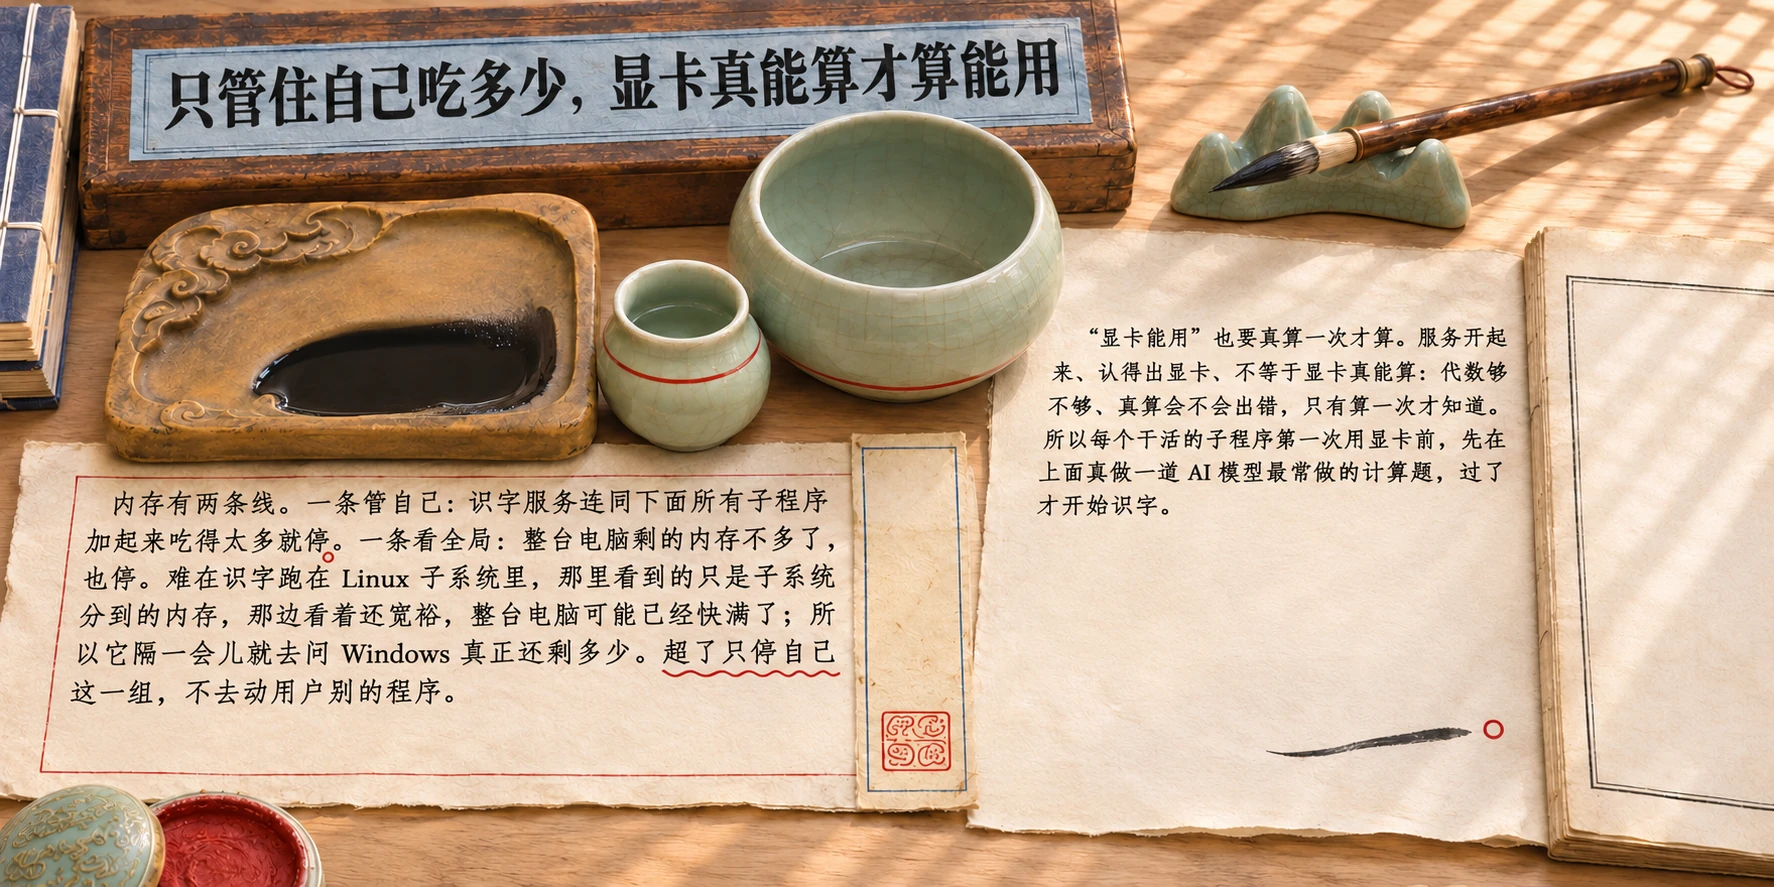 只管住自己吃多少，显卡真能算才算能用
内存有两条线。一条管自己：识字服务连同下面所有子程序
加起来吃得太多就停。一条看全局：整台电脑剩的内存不多了，
也停。难在识字跑在 Linux 子系统里，那里看到的只是子系统
分到的内存，那边看着还宽裕，整台电脑可能已经快满了；所
以它隔一会儿就去问 Windows 真正还剩多少。超了只停自己
这一组，不去动用户别的程序。
“显卡能用”也要真算一次才算。服务开起
来、认得出显卡、不等于显卡真能算：代数够
不够、真算会不会出错，只有算一次才知道。
所以每个干活的子程序第一次用显卡前，先在
上面真做一道 AI 模型最常做的计算题，过了
才开始识字。